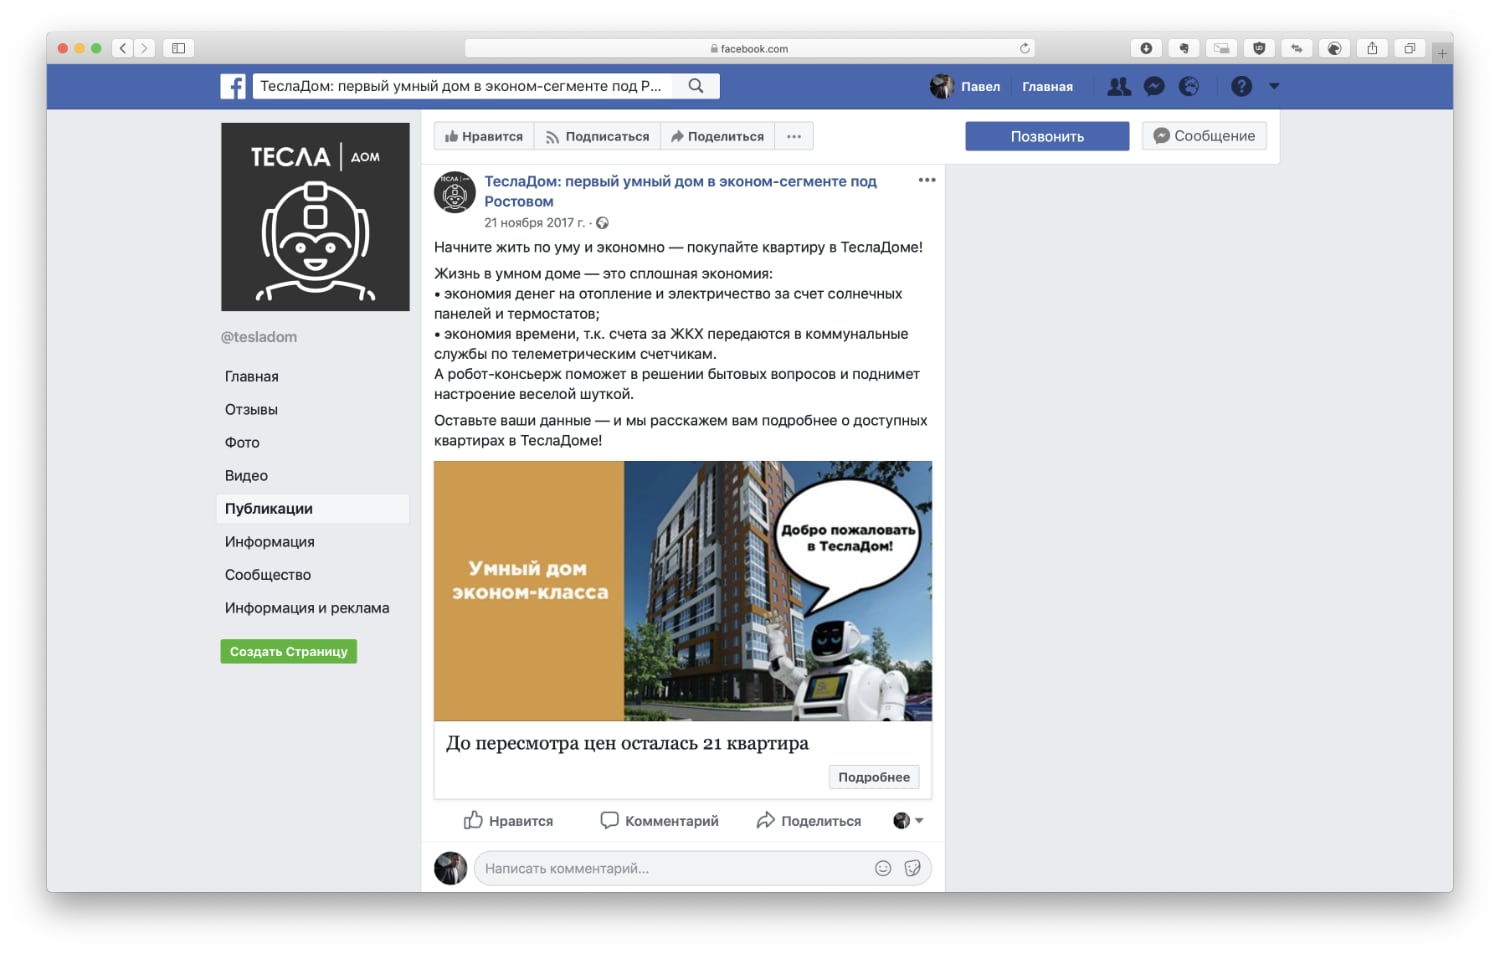 facebook.com
ТеслаДом: первый умный дом в эконом-сегменте под Р...
Павел
Главная
ТЕСЛА | ДОМ
Нравится
Подписаться
Поделиться
Позвонить
Сообщение
ТеслаДом: первый умный дом в эконом-сегменте под
Ростовом
21 ноября 2017 г. ·
@tesladom
Главная
Отзывы
Фото
Видео
Публикации
Информация
Сообщество
Информация и реклама
Создать Страницу
Начните жить по уму и экономно — покупайте квартиру в ТеслаДоме!
Жизнь в умном доме — это сплошная экономия:
• экономия денег на отопление и электричество за счет солнечных
панелей и термостатов;
• экономия времени, т.к. счета за ЖКХ передаются в коммунальные
службы по телеметрическим счетчикам.
А робот-консьерж поможет в решении бытовых вопросов и поднимет
настроение веселой шуткой.
Оставьте ваши данные — и мы расскажем вам подробнее о доступных
квартирах в ТеслаДоме!
Умный дом
эконом-класса
Добро пожаловать
в ТеслаДом!
До пересмотра цен осталась 21 квартира
Подробнее
Нравится
Комментарий
Поделиться
Написать комментарий...